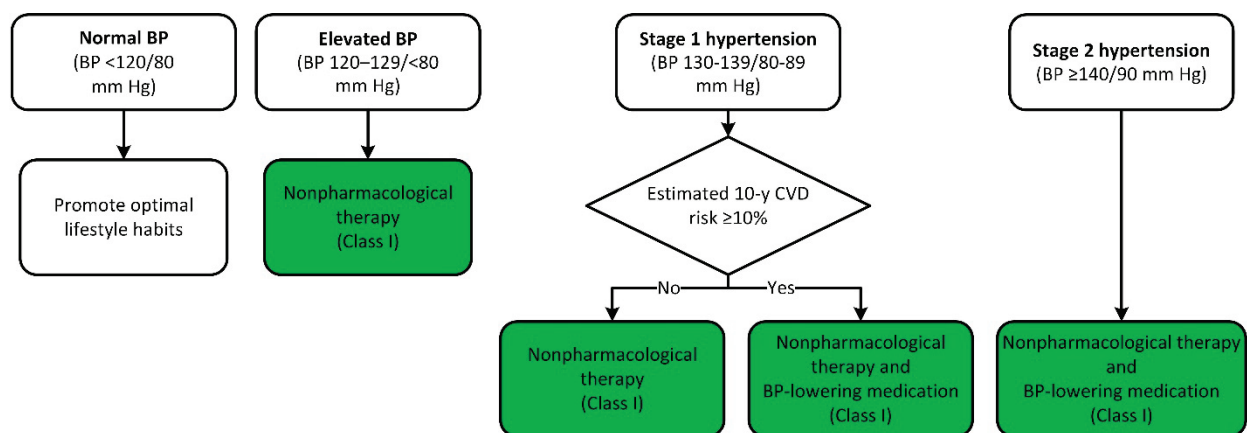 Normal BP
(BP <120/80
mm Hg)
Elevated BP
(BP 120–129/<80
mm Hg)
Stage 1 hypertension
(BP 130-139/80-89
mm Hg)
Stage 2 hypertension
(BP ≥140/90 mm Hg)
Promote optimal
lifestyle habits
Nonpharmacological
therapy
(Class I)
Estimated 10-y CVD
risk ≥10%
No
Yes
Nonpharmacological
therapy
(Class I)
Nonpharmacological
therapy and
BP-lowering medication
(Class I)
Nonpharmacological therapy
and
BP-lowering medication
(Class I)